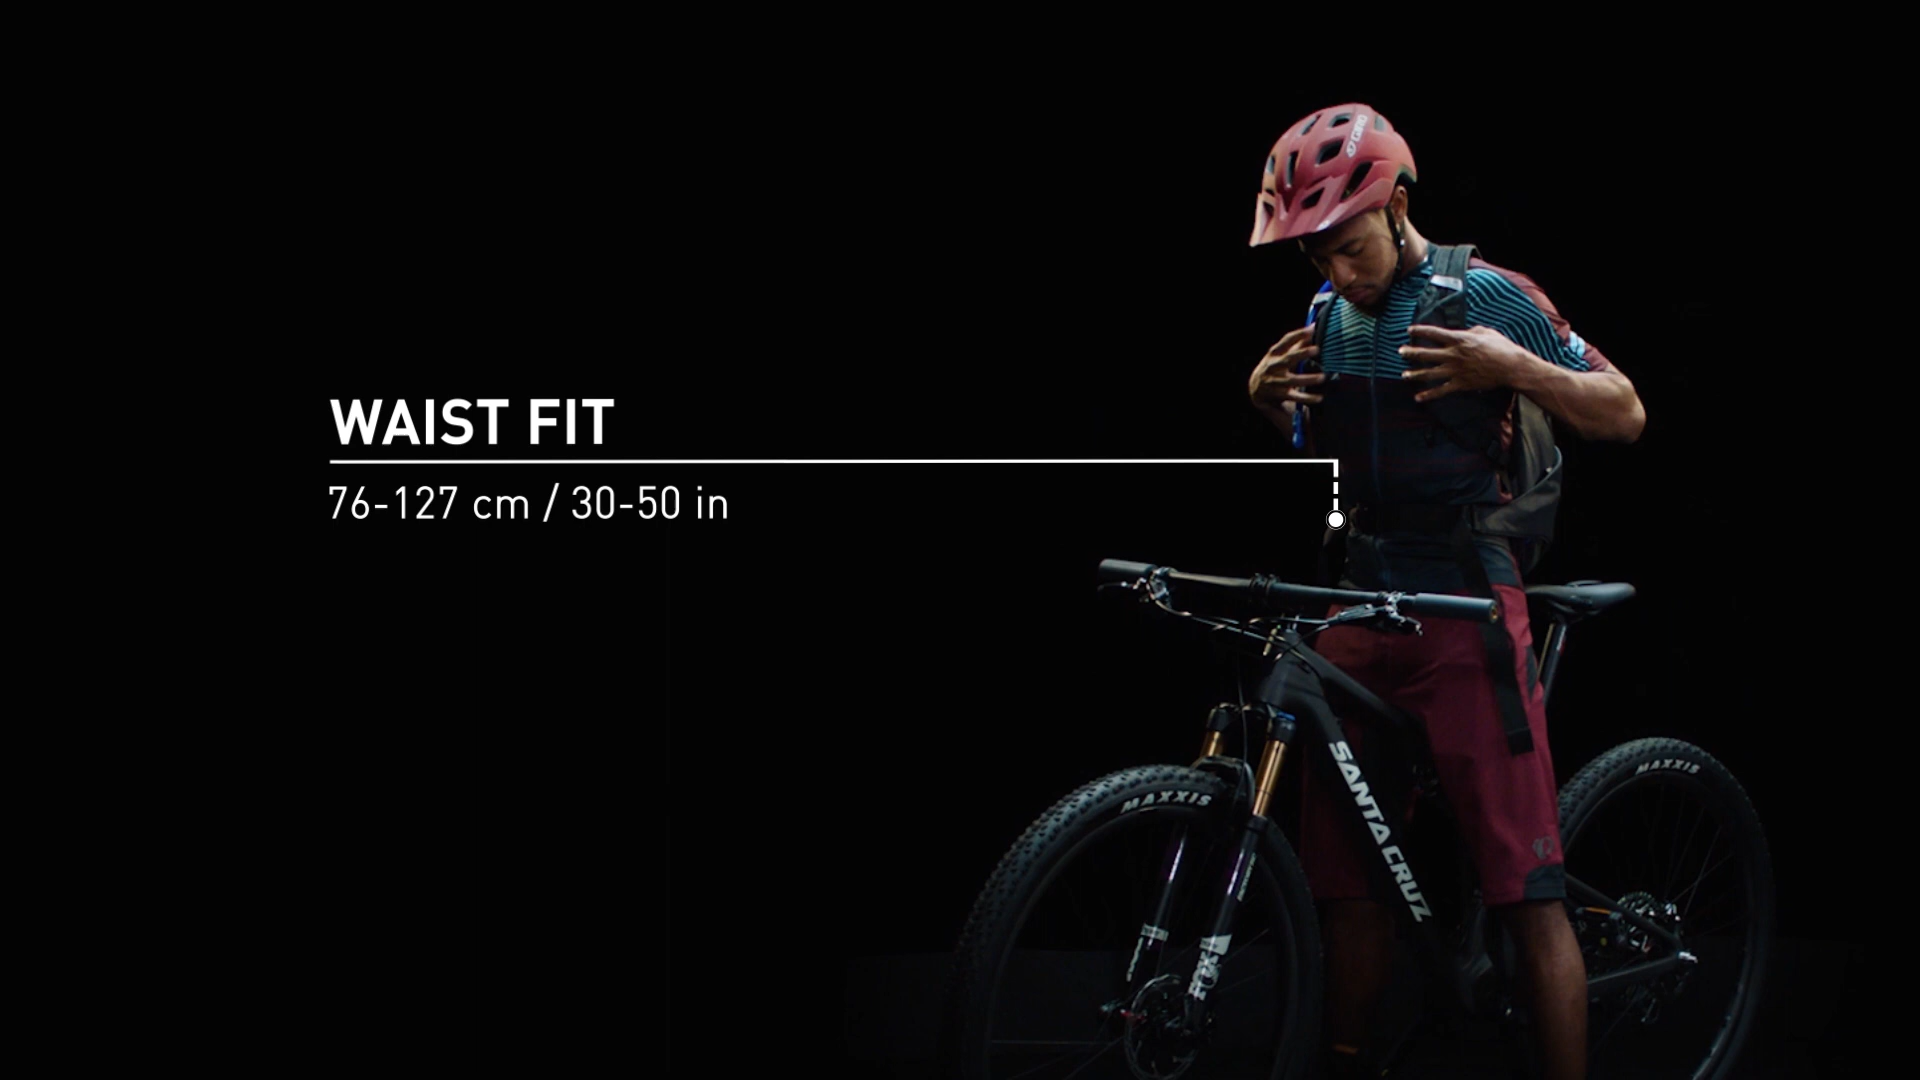 GIRO
WAIST FIT
76-127 cm / 30-50 in
SANTA CRUZ
MAXXIS
MAXXIS
FOX